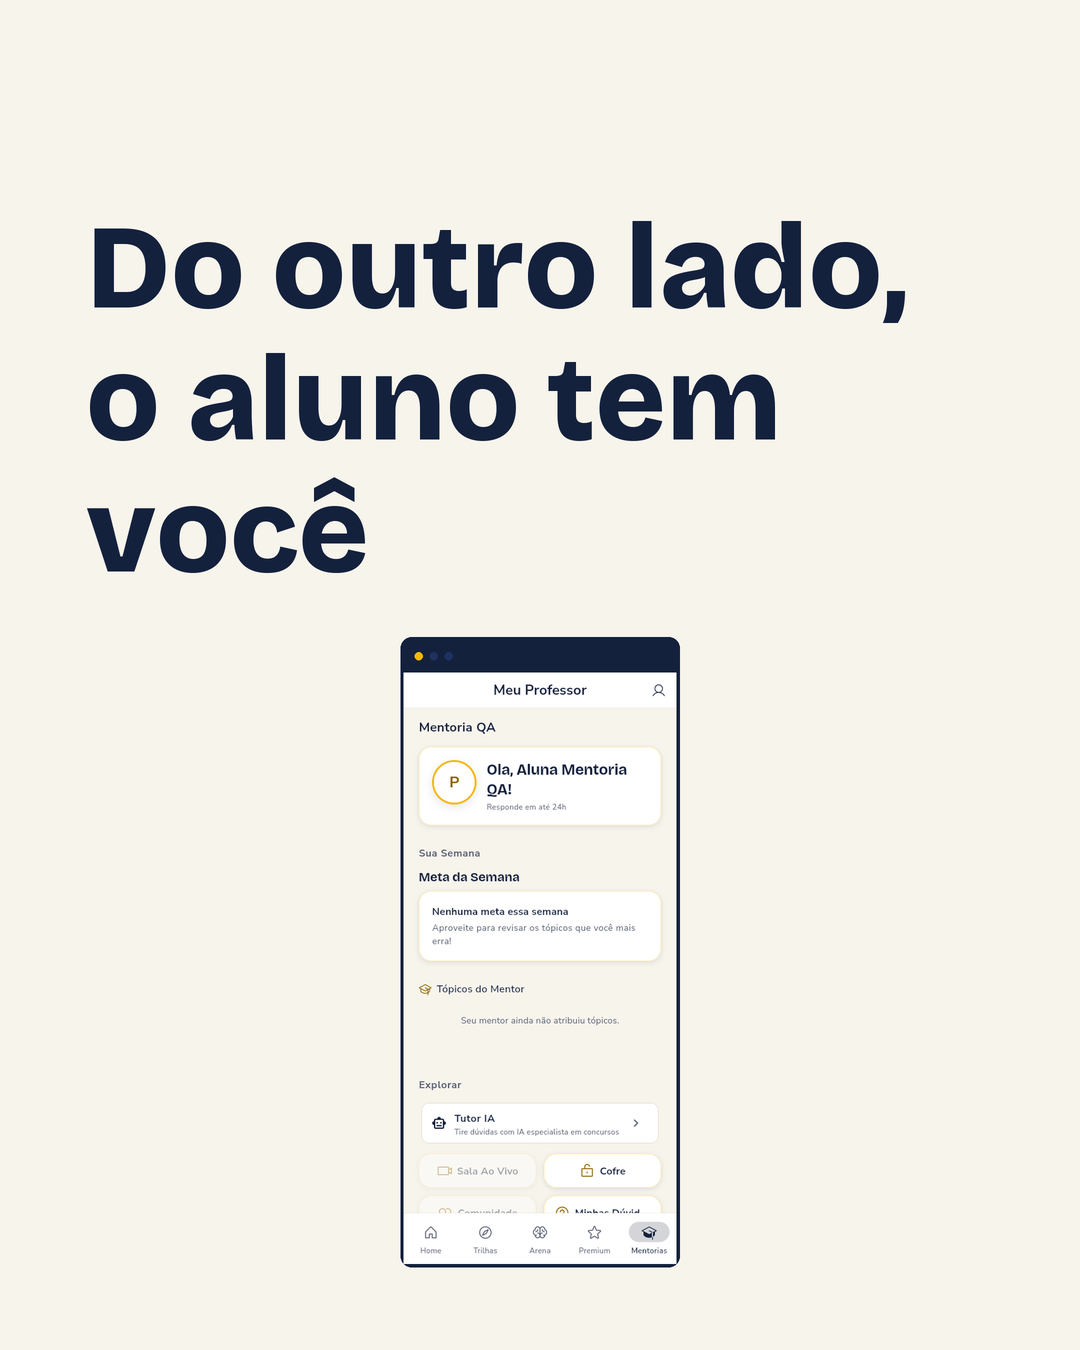 Do outro lado,
o aluno tem
você
Meu Professor
Mentoria QA
P
Ola, Aluna Mentoria
QA!
Responde em até 24h
Sua Semana
Meta da Semana
Nenhuma meta essa semana
Aproveite para revisar os tópicos que você mais
erra!
Tópicos do Mentor
Seu mentor ainda não atribuiu tópicos.
Explorar
Tutor IA
Tire dúvidas com IA especialista em concursos
Sala Ao Vivo
Cofre
Comunidade
Minhas Dúvid
Home
Trilhas
Arena
Premium
Mentorias